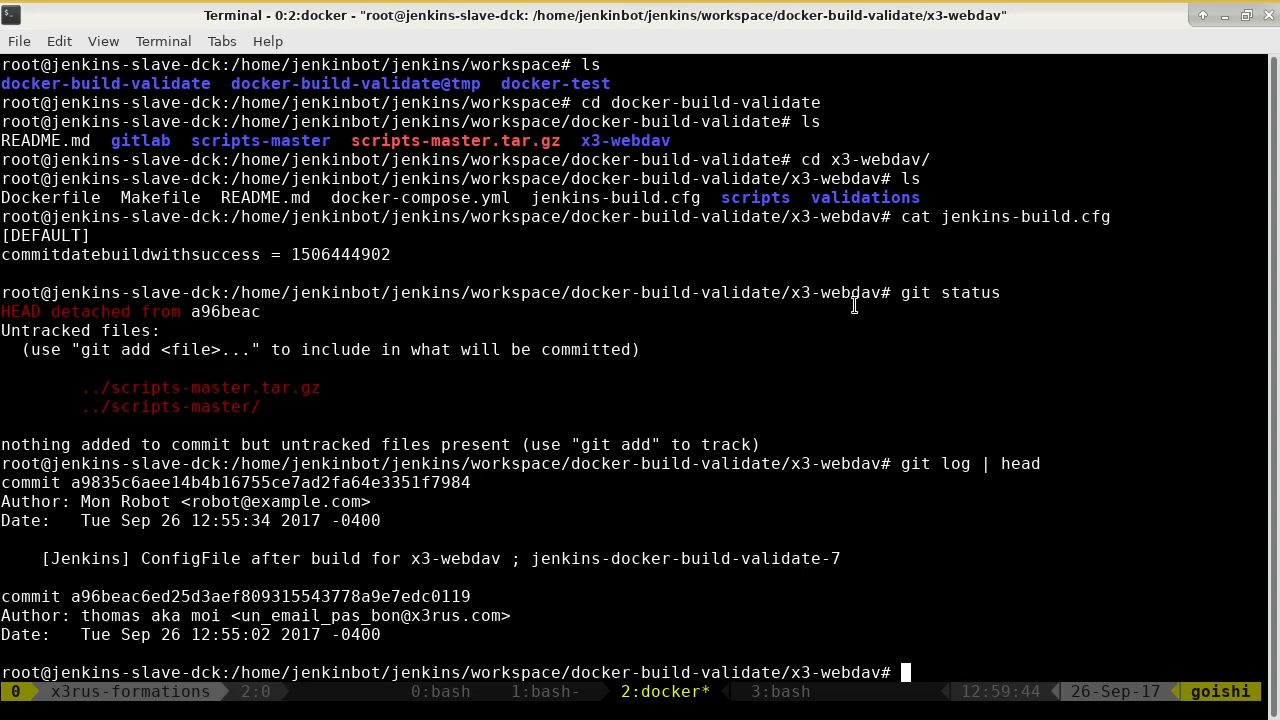 Terminal - 0:2:docker - "root@jenkins-slave-dck: /home/jenkinbot/jenkins/workspace/docker-build-validate/x3-webdav"
File Edit View Terminal Tabs Help
root@jenkins-slave-dck:/home/jenkinbot/jenkins/workspace# ls
docker-build-validate  docker-build-validate@tmp  docker-test
root@jenkins-slave-dck:/home/jenkinbot/jenkins/workspace# cd docker-build-validate
root@jenkins-slave-dck:/home/jenkinbot/jenkins/workspace/docker-build-validate# ls
README.md  gitlab  scripts-master  scripts-master.tar.gz  x3-webdav
root@jenkins-slave-dck:/home/jenkinbot/jenkins/workspace/docker-build-validate# cd x3-webdav/
root@jenkins-slave-dck:/home/jenkinbot/jenkins/workspace/docker-build-validate/x3-webdav# ls
Dockerfile  Makefile  README.md  docker-compose.yml  jenkins-build.cfg  scripts  validations
root@jenkins-slave-dck:/home/jenkinbot/jenkins/workspace/docker-build-validate/x3-webdav# cat jenkins-build.cfg
[DEFAULT]
commitdatebuildwithsuccess = 1506444902
root@jenkins-slave-dck:/home/jenkinbot/jenkins/workspace/docker-build-validate/x3-webdav# git status
HEAD detached from a96beac
Untracked files:
  (use "git add <file>..." to include in what will be committed)
        ../scripts-master.tar.gz
        ../scripts-master/
nothing added to commit but untracked files present (use "git add" to track)
root@jenkins-slave-dck:/home/jenkinbot/jenkins/workspace/docker-build-validate/x3-webdav# git log | head
commit a9835c6aee14b4b16755ce7ad2fa64e3351f7984
Author: Mon Robot <robot@example.com>
Date:   Tue Sep 26 12:55:34 2017 -0400
    [Jenkins] ConfigFile after build for x3-webdav ; jenkins-docker-build-validate-7
commit a96beac6ed25d3aef809315543778a9e7edc0119
Author: thomas aka moi <un_email_pas_bon@x3rus.com>
Date:   Tue Sep 26 12:55:02 2017 -0400
root@jenkins-slave-dck:/home/jenkinbot/jenkins/workspace/docker-build-validate/x3-webdav#
0 x3rus-formations 2:0 0:bash 1:bash- 2:docker* 3:bash 12:59:44 26-Sep-17 goishi